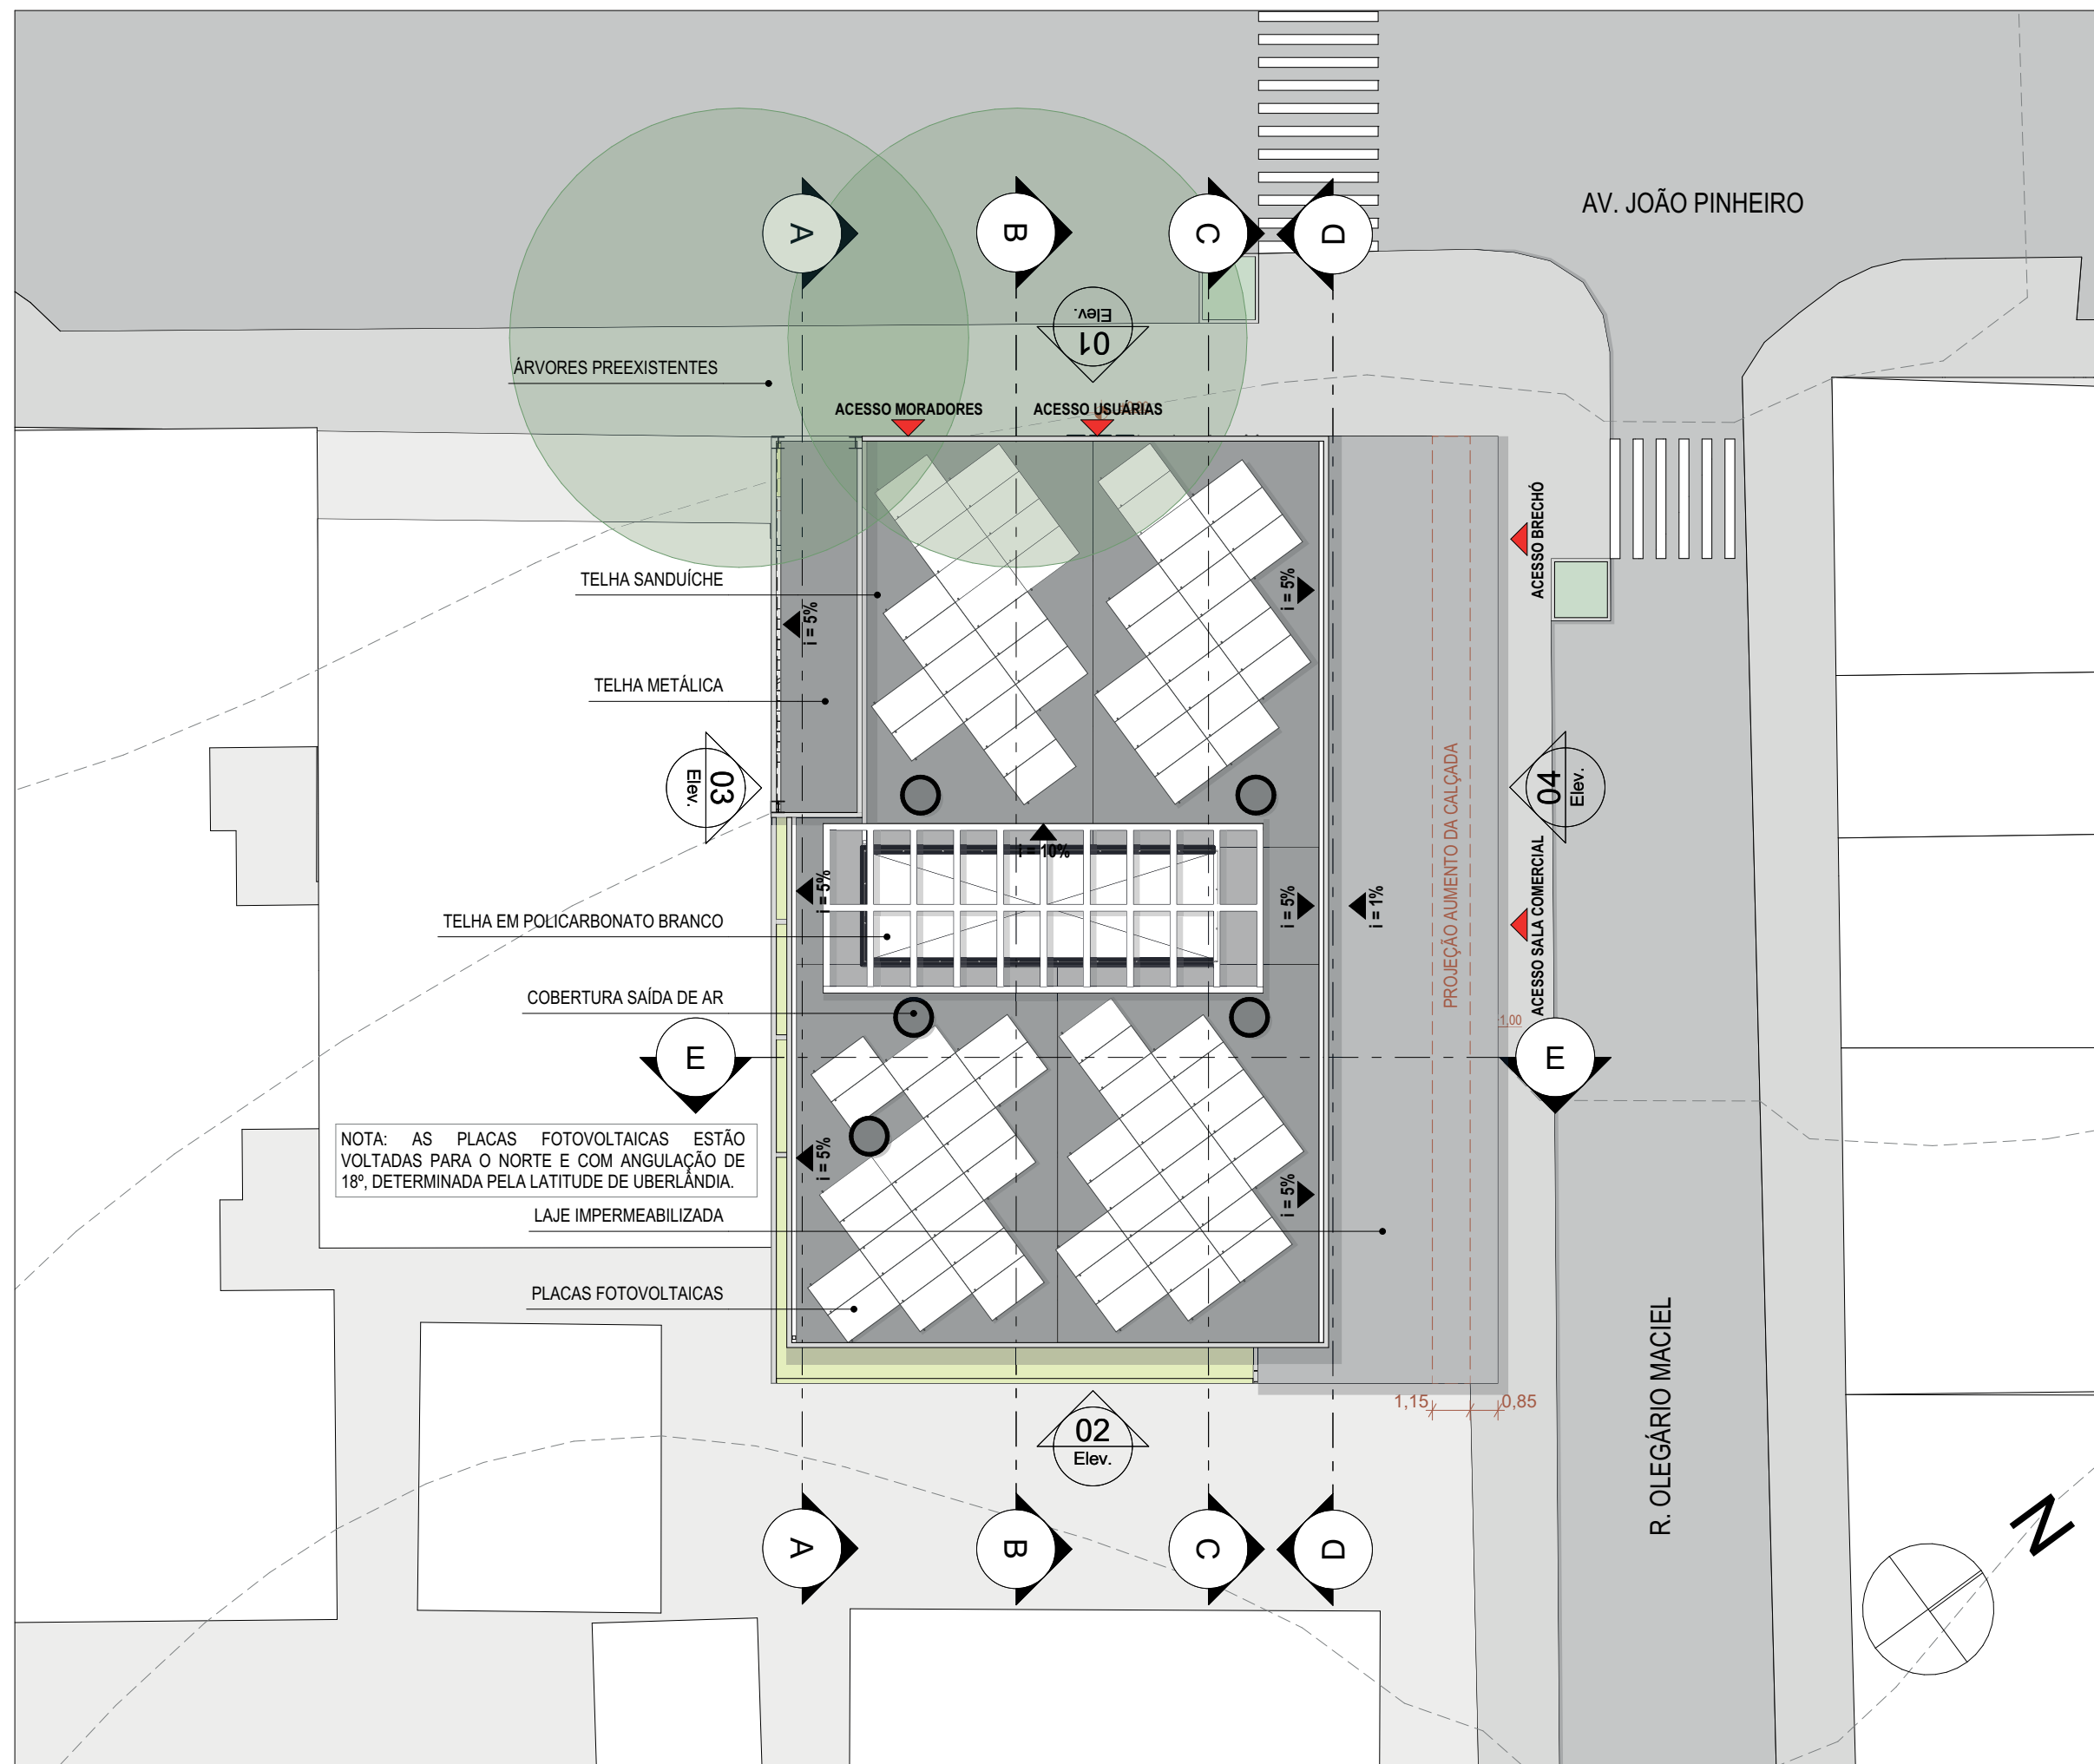 AV. JOÃO PINHEIRO
A
B
C
D
Elev.
01
ÁRVORES PREEXISTENTES
ACESSO MORADORES
ACESSO USUÁRIAS
ACESSO BRECHÓ
TELHA SANDUÍCHE
i = 5%
i = 5%
TELHA METÁLICA
03
Elev.
04
Elev.
PROJEÇÃO AUMENTO DA CALÇADA
i = 10%
i = 5%
i = 5%
i = 1%
ACESSO SALA COMERCIAL
TELHA EM POLICARBONATO BRANCO
COBERTURA SAÍDA DE AR
1,00
E
E
NOTA: AS PLACAS FOTOVOLTAICAS ESTÃO
VOLTADAS PARA O NORTE E COM ANGULAÇÃO DE
18º, DETERMINADA PELA LATITUDE DE UBERLÂNDIA.
i = 5%
i = 5%
LAJE IMPERMEABILIZADA
PLACAS FOTOVOLTAICAS
R. OLEGÁRIO MACIEL
1,15
0,85
02
Elev.
A
B
C
D
N